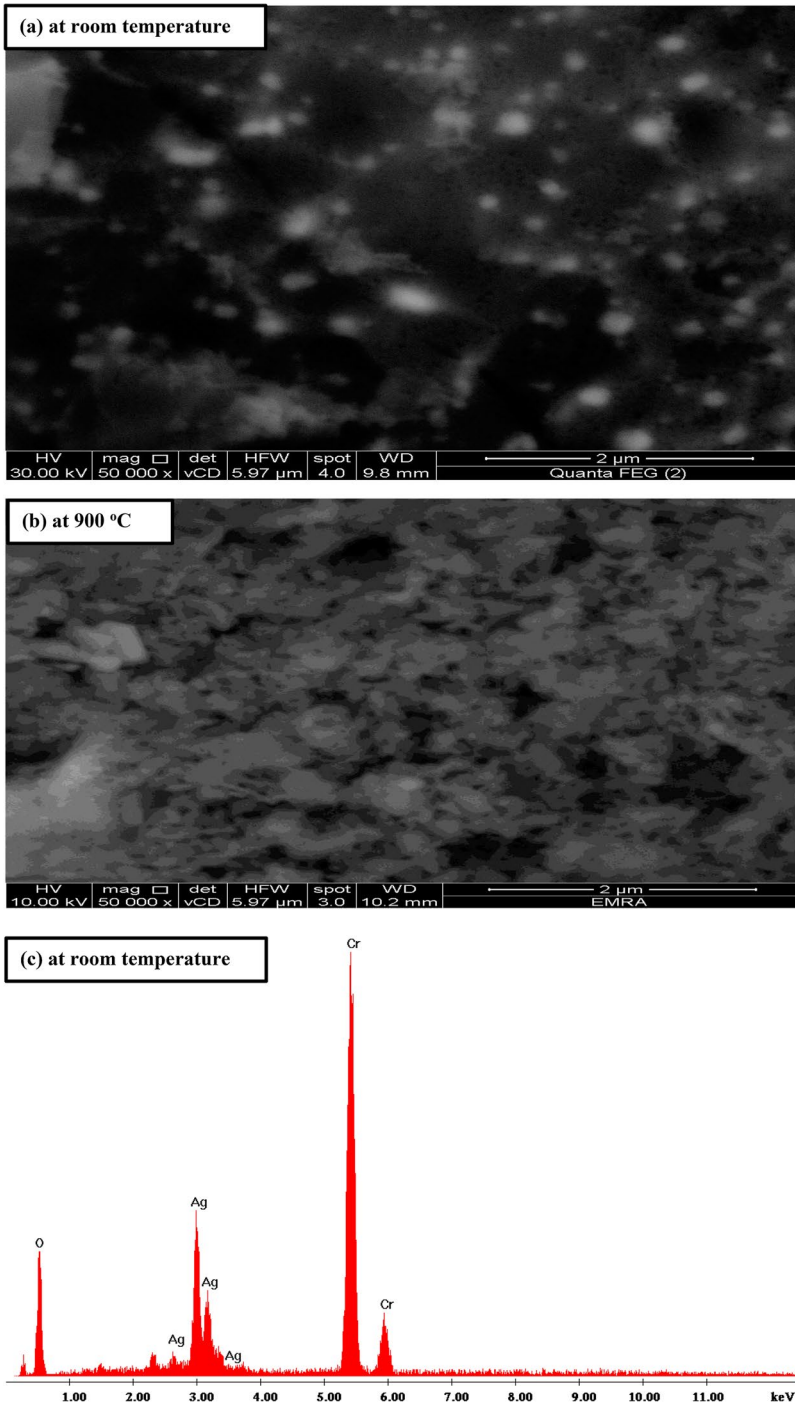 (a) at room temperature
HV mag det HFW spot WD 2 µm
30.00 kV 50 000 x vCD 5.97 µm 4.0 9.8 mm Quanta FEG (2)
(b) at 900 ºC
HV mag det HFW spot WD 2 µm
10.00 kV 50 000 x vCD 5.97 µm 3.0 10.2 mm EMRA
(c) at room temperature
Cr
Ag
O
Ag
Cr
Ag
Ag
1.00 2.00 3.00 4.00 5.00 6.00 7.00 8.00 9.00 10.00 11.00 keV